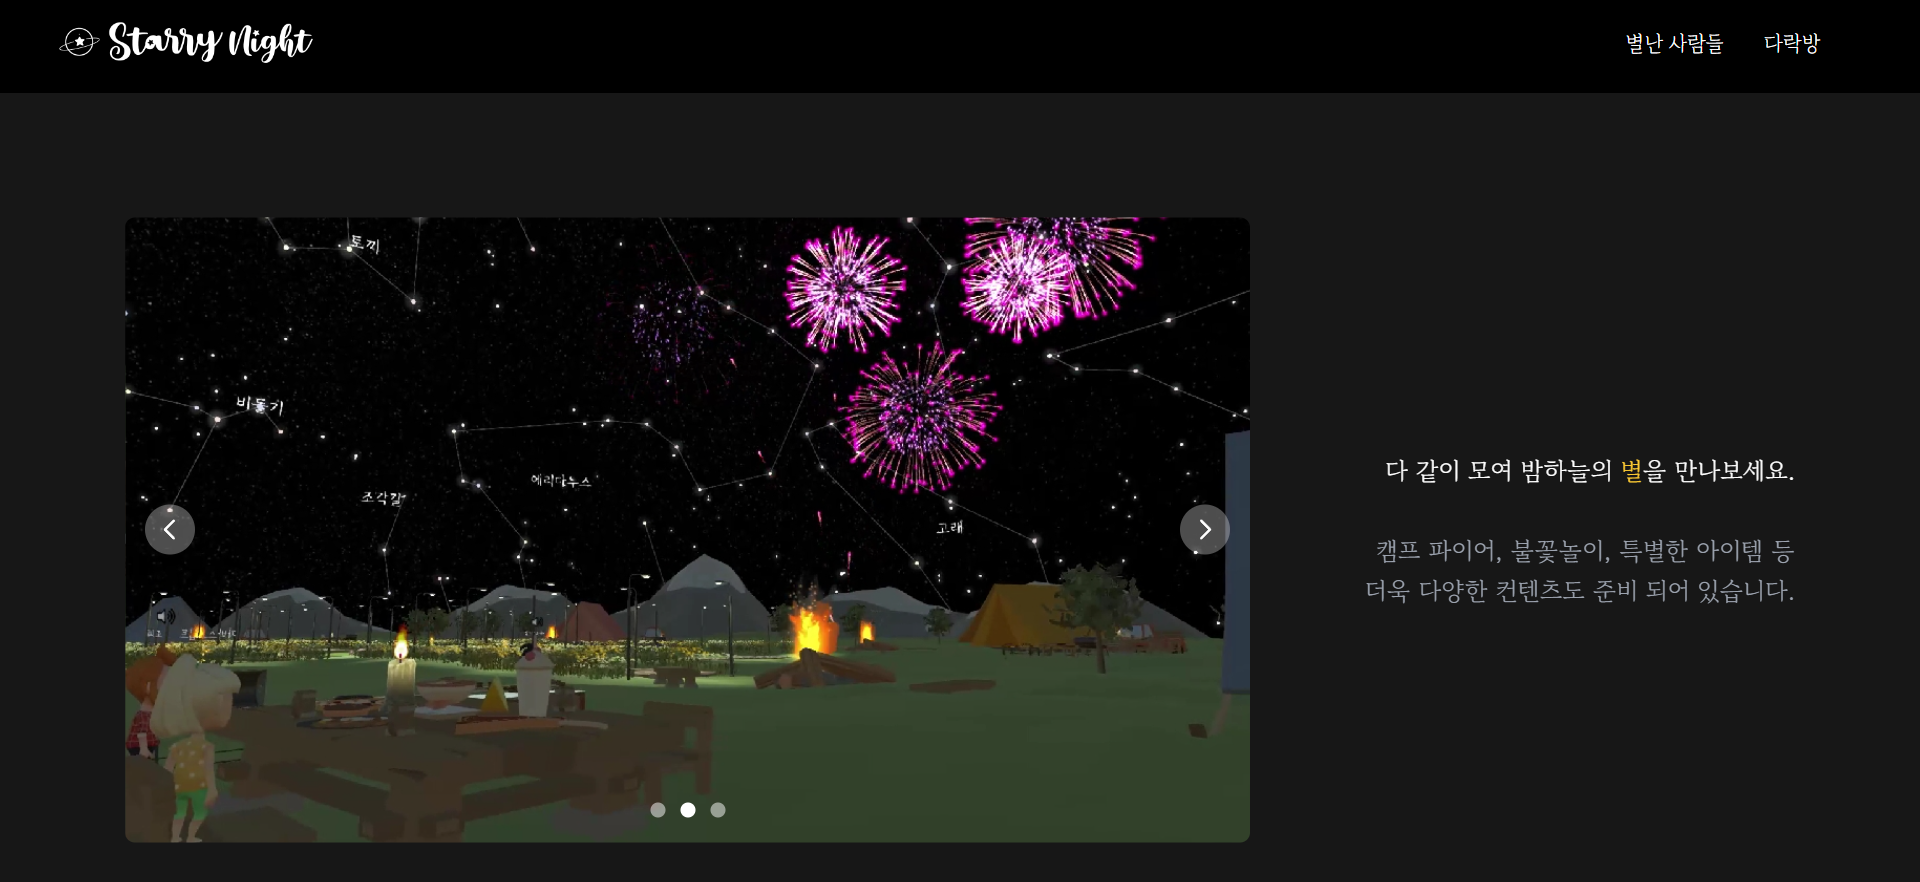 Starry Night
별난 사람들 다락방
토끼
비둘기
조각칼
에리다누스
고래
다 같이 모여 밤하늘의 별을 만나보세요.
캠프 파이어, 불꽃놀이, 특별한 아이템 등
더욱 다양한 컨텐츠도 준비 되어 있습니다.